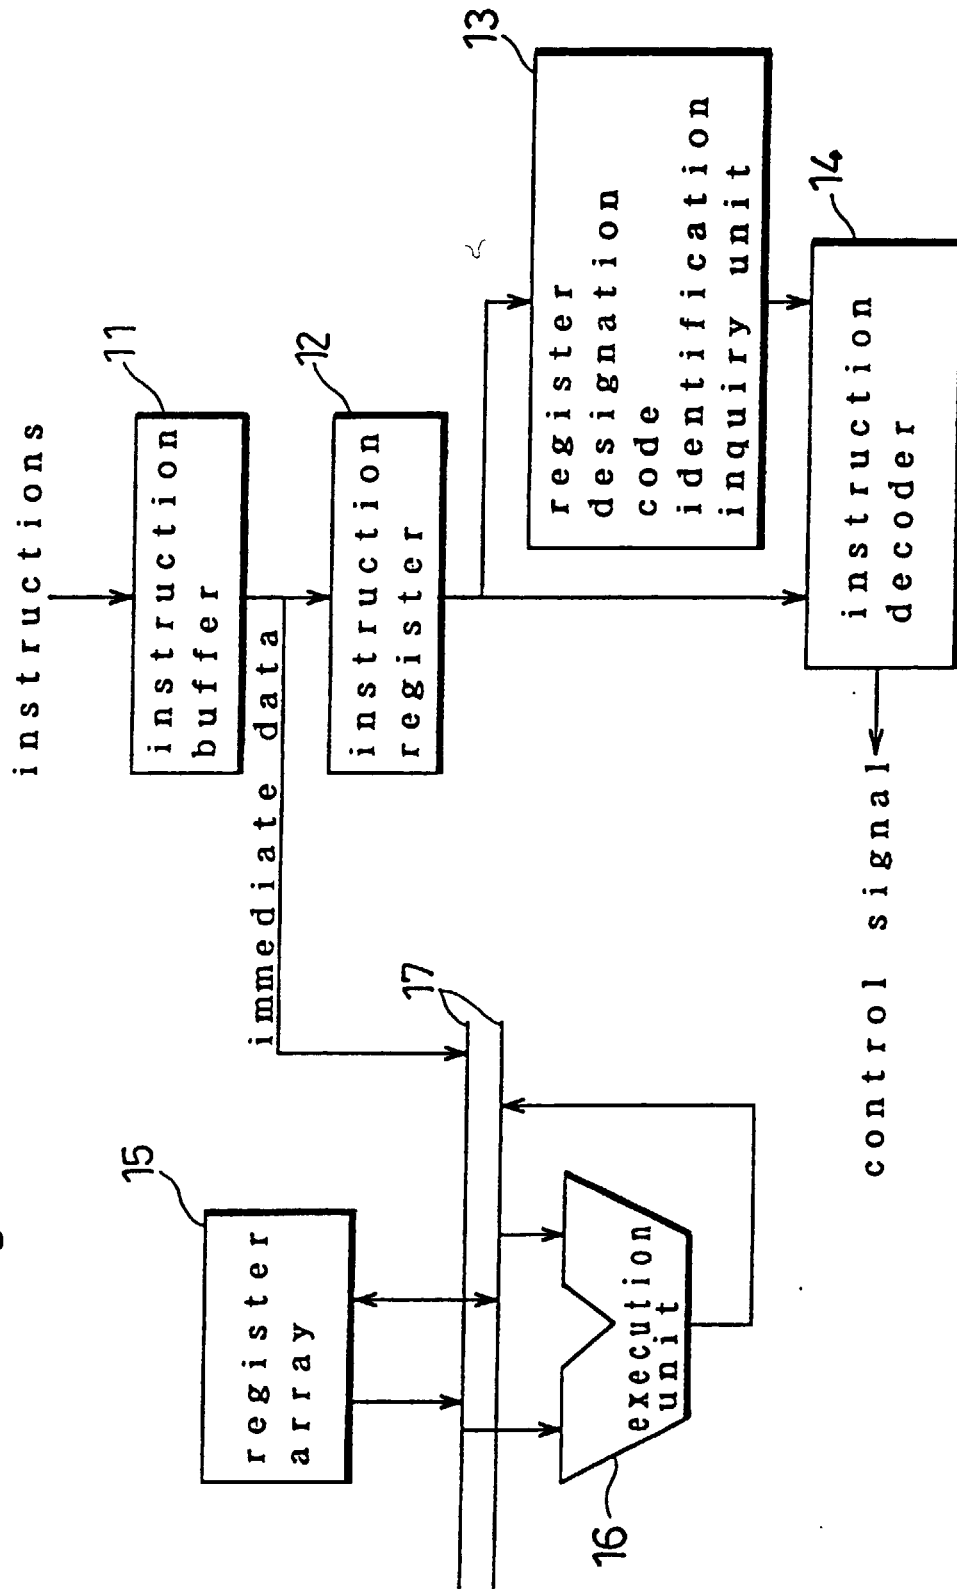 instructions
11
instruction
buffer
immediate data
12
instruction
register
13
register
designation
code
identification
inquiry unit
14
instruction
decoder
control signal
15
register
array
17
execution
unit
16